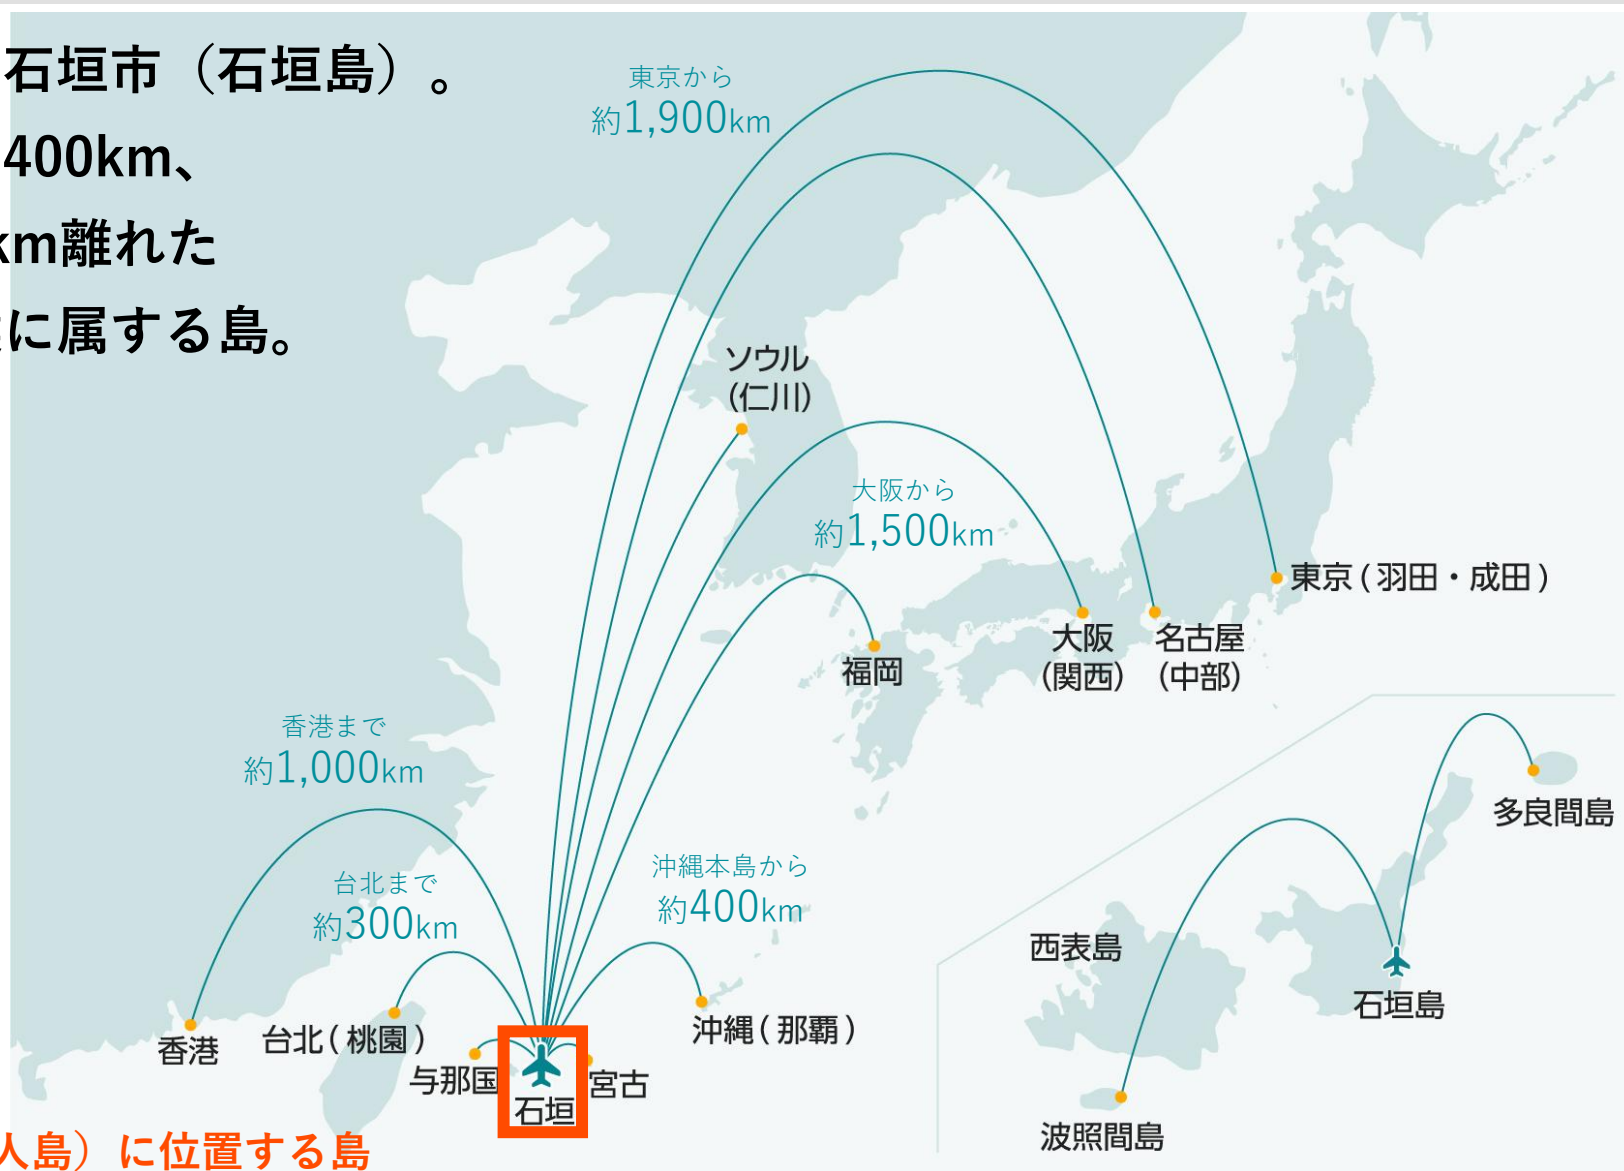 石垣市（石垣島）。
400km、
km離れた
に属する島。
東京から
約1,900km
ソウル
(仁川)
大阪から
約1,500km
東京(羽田・成田)
大阪
(関西)
名古屋
(中部)
福岡
香港まで
約1,000km
台北まで
約300km
沖縄本島から
約400km
香港
台北(桃園)
与那国
石垣
宮古
沖縄(那覇)
多良間島
西表島
石垣島
波照間島
人島）に位置する島